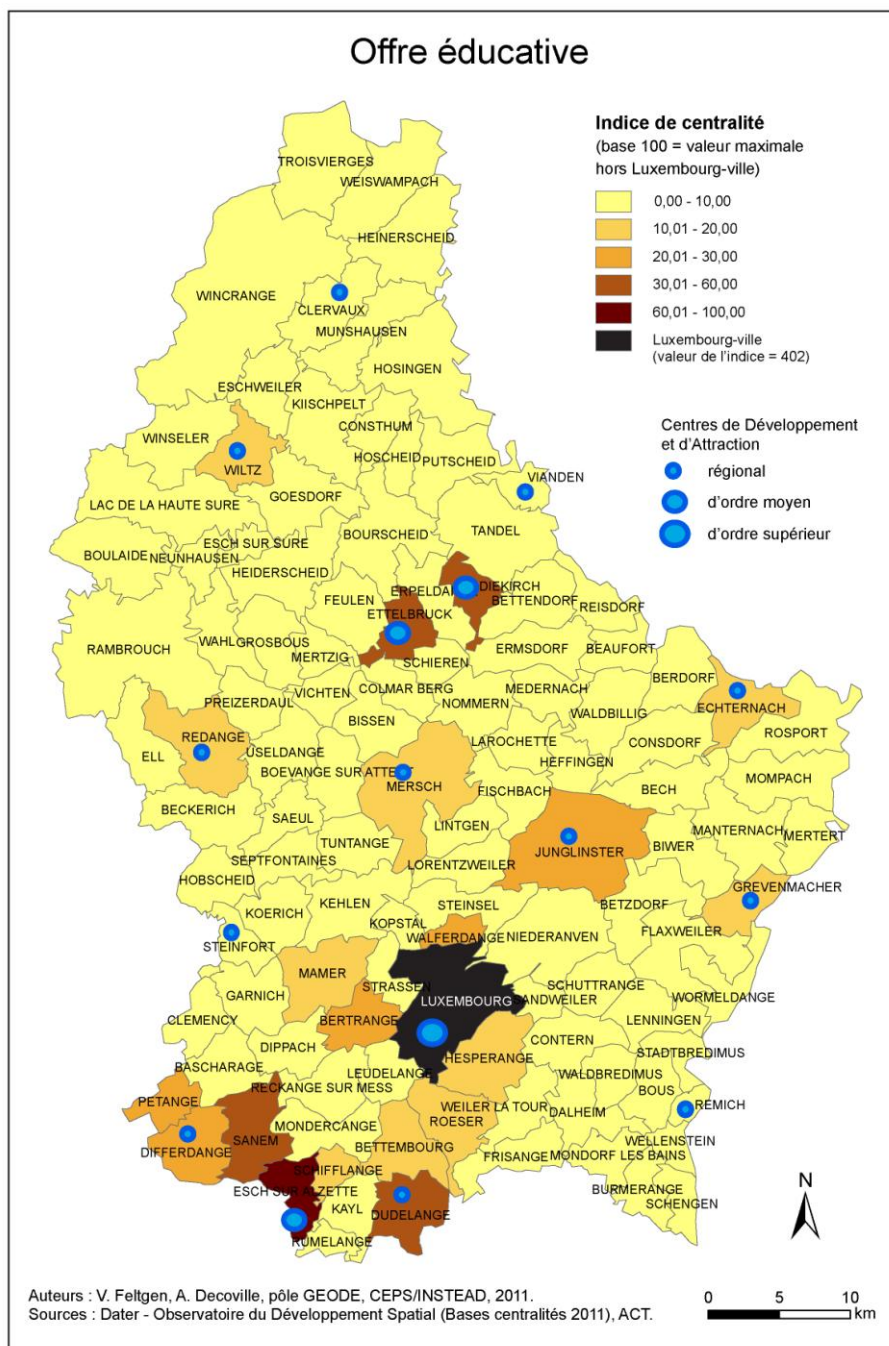 Offre éducative
Indice de centralité
(base 100 = valeur maximale
hors Luxembourg-ville)
0,00 - 10,00
10,01 - 20,00
20,01 - 30,00
30,01 - 60,00
60,01 - 100,00
Luxembourg-ville
(valeur de l'indice = 402)
Centres de Développement
et d'Attraction
régional
d'ordre moyen
d'ordre supérieur
TROISVIERGES
WEISWAMPACH
HEINERSCHEID
WINCRANGE
CLERVAUX
MUNSHAUSEN
HOSINGEN
ESCHWEILER
KIISCHPELT
CONSTHUM
WINSELER
HOSCHEID
PUTSCHEID
WILTZ
VIANDEN
GOESDORF
LAC DE LA HAUTE SURE
TANDEL
BOURSCHEID
ESCH SUR SURE
BOULAIDE
NEUNHAUSEN
HEIDERSCHEID
ERPELDA
DIEKIRCH
FEULEN
BETTENDORF
REISDORF
ETTELBRUCK
RAMBROUCH
WAHL
GROSBOUS
MERTZIG
SCHIEREN
ERMSDORF
BEAUFORT
BERDORF
PREIZERDAUL
VICHTEN
COLMAR BERG
NOMMERN
MEDERNACH
WALDBILLIG
ECHTERNACH
BISSEN
ROSPORT
REDANGE
USELDANGE
LAROCHETTE
CONSDORF
ELL
BOEVANGE SUR ATTERT
HEFFINGEN
MERSCH
MOMPACH
BECKERICH
FISCHBACH
BECH
SAEUL
LINTGEN
MANTERNACH
MERTERT
TUNTANGE
JUNGLINSTER
BIWER
SEPTFONTAINES
LORENTZWEILER
HOBSCHEID
GREVENMACHER
KEHLEN
STEINSEL
BETZDORF
KOERICH
KOPSTAL
FLAXWEILER
STEINFORT
WALFERDANGE
NIEDERANVEN
MAMER
STRASSEN
SCHUTTRANGE
GARNICH
LUXEMBOURG
SANDWEILER
WORMELDANGE
CLEMENCY
BERTRANGE
LENNINGEN
DIPPACH
CONTERN
STADTBREDIMUS
BASCHARAGE
HESPERANGE
LEUDELANGE
WALDBREDIMUS
RECKANGE SUR MESS
BOUS
PETANGE
WEILER LA TOUR
DALHEIM
REMICH
SANEM
MONDERCANGE
ROESER
DIFFERDANGE
BETTEMBOURG
WELLENSTEIN
FRISANGE
MONDORF LES BAINS
SCHIFFLANGE
ESCH SUR ALZETTE
BURMERANGE
KAYL
DUDELANGE
SCHENGEN
RUMELANGE
N
Auteurs : V. Feltgen, A. Decoville, pôle GEODE, CEPS/INSTEAD, 2011.
Sources : Dater - Observatoire du Développement Spatial (Bases centralités 2011), ACT.
0 5 10
km